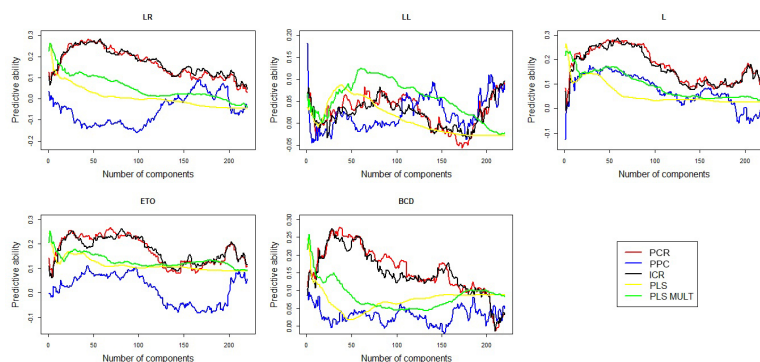 LR
LL
L
Predictive ability
0.3
0.2
0.1
0.0
-0.1
-0.2
0 50 100 150 200
Number of components
Predictive ability
0.20
0.15
0.10
0.05
0.00
-0.05
0 50 100 150 200
Number of components
Predictive ability
0.3
0.2
0.1
0.0
-0.1
0 50 100 150 200
Number of components
ETO
BCD
Predictive ability
0.3
0.2
0.1
0.0
-0.1
0 50 100 150 200
Number of components
Predictive ability
0.30
0.25
0.20
0.15
0.10
0.05
0.00
0 50 100 150 200
Number of components
PCR
PPC
ICR
PLS
PLS MULT